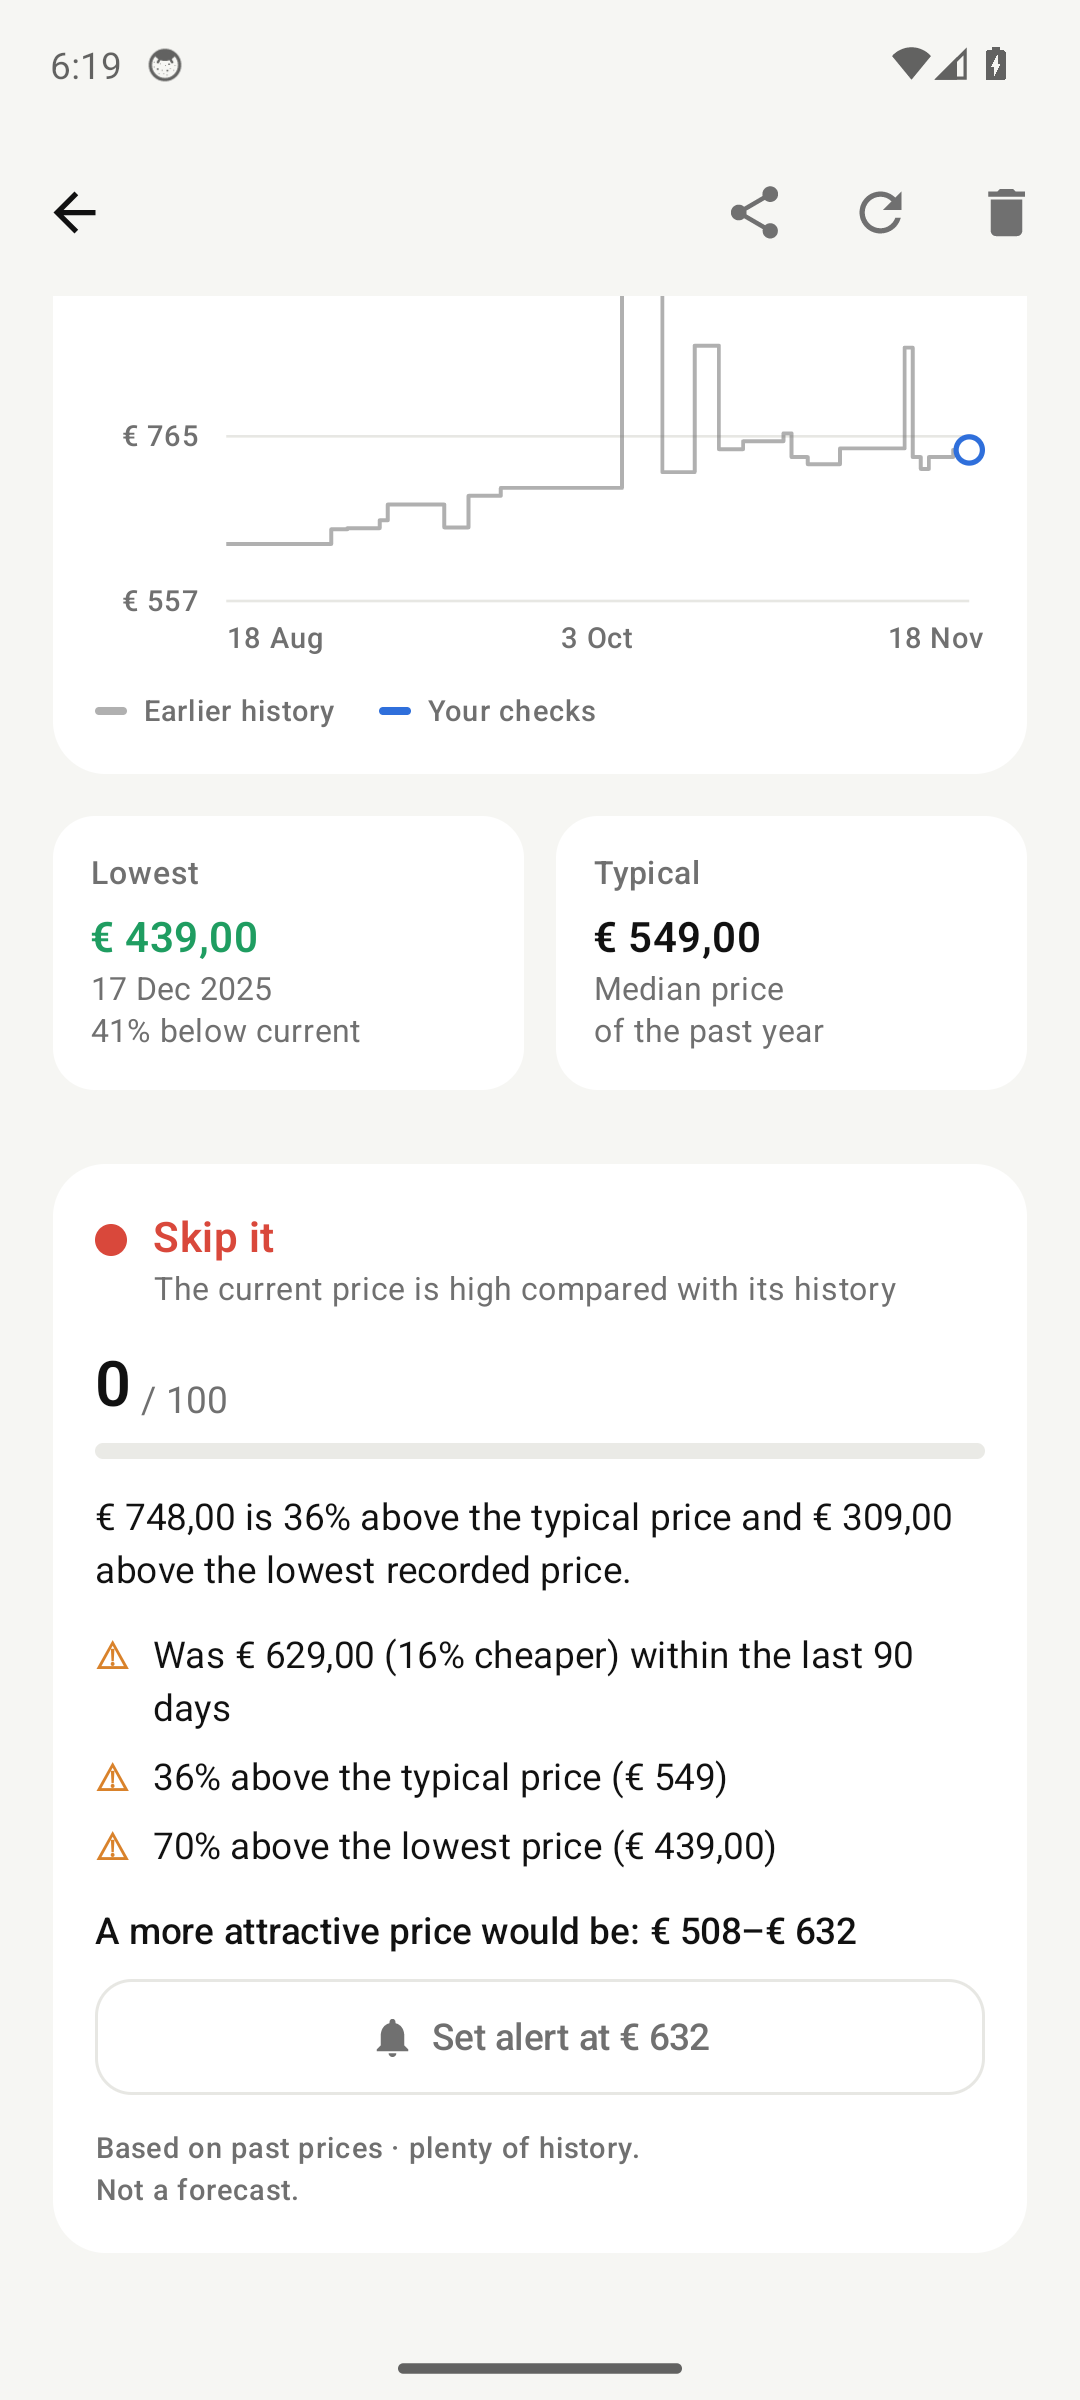 6:19
€ 765
€ 557
18 Aug
3 Oct
18 Nov
Earlier history
Your checks
Lowest
€ 439,00
17 Dec 2025
41% below current
Typical
€ 549,00
Median price
of the past year
Skip it
The current price is high compared with its history
0 / 100
€ 748,00 is 36% above the typical price and € 309,00
above the lowest recorded price.
Was € 629,00 (16% cheaper) within the last 90
days
36% above the typical price (€ 549)
70% above the lowest price (€ 439,00)
A more attractive price would be: € 508–€ 632
Set alert at € 632
Based on past prices · plenty of history.
Not a forecast.